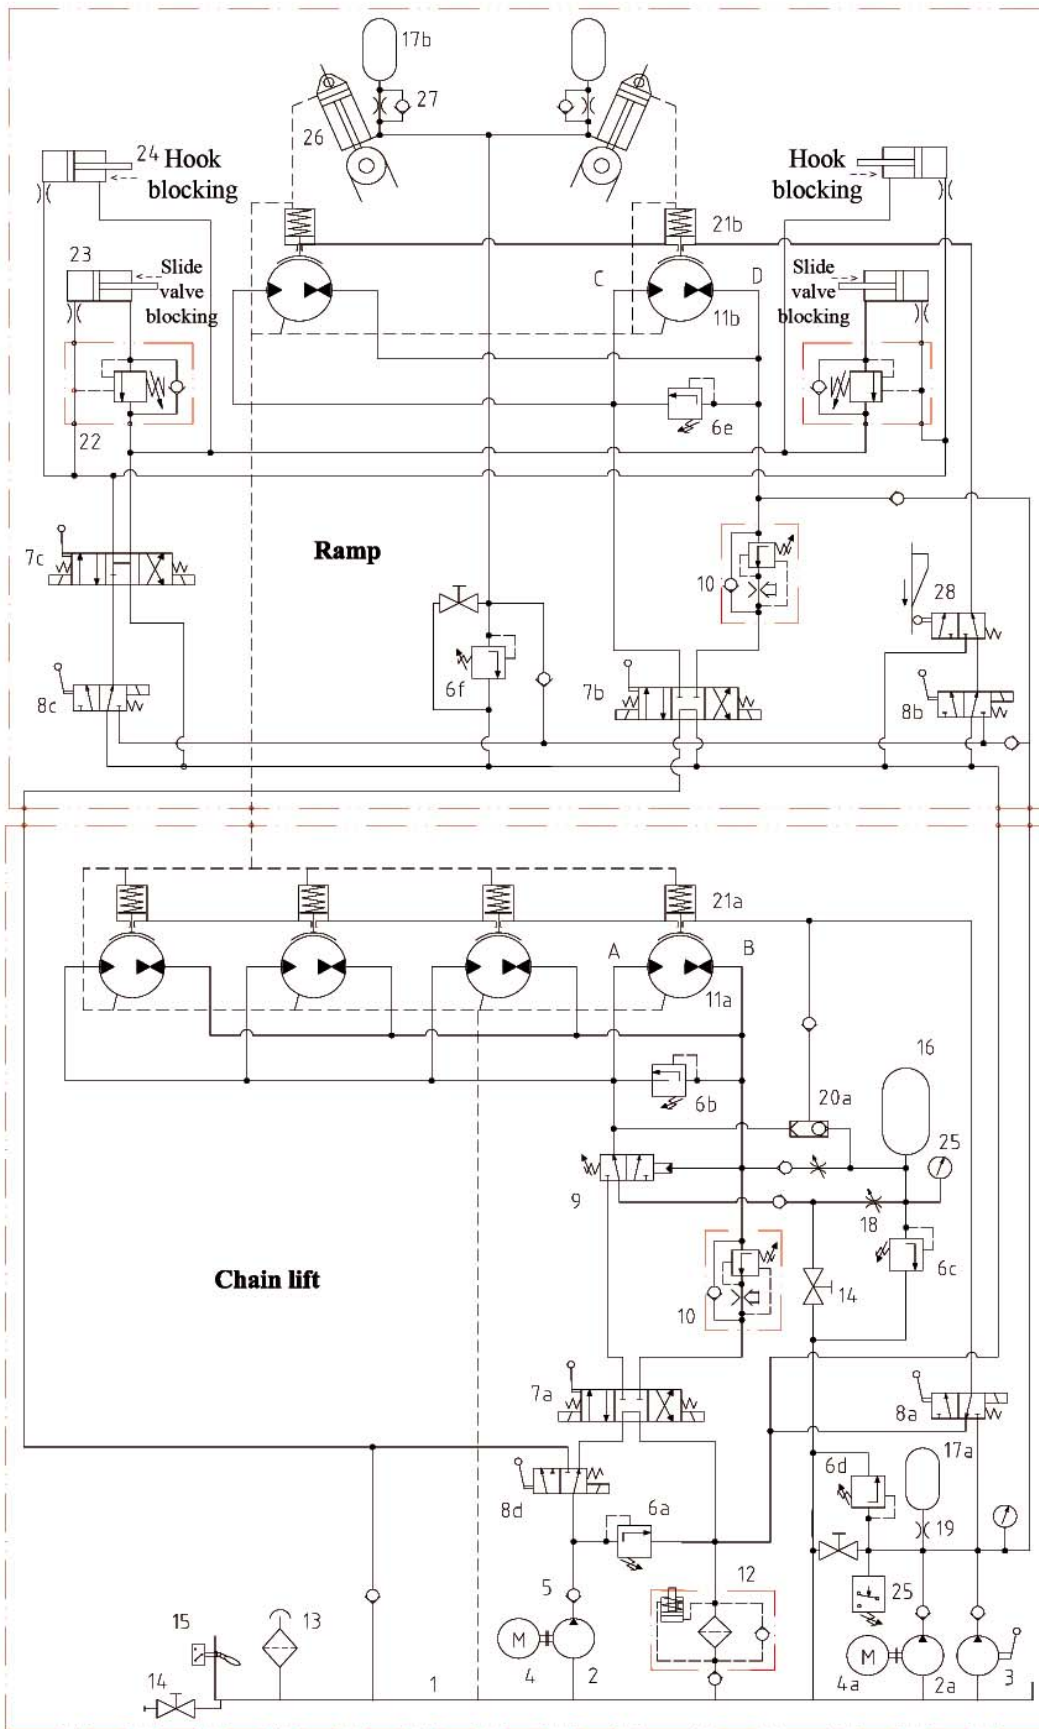 17b
27
26
24 Hook
blocking
Hook
blocking
21b
23
Slide
valve
blocking
Slide
valve
blocking
C
D
11b
6e
22
7c
Ramp
10
28
6f
7b
8c
8b
21a
A
B
11a
16
6b
20a
25
9
18
6c
Chain lift
10
14
7a
8a
17a
6d
8d
6a
19
12
5
25
15
13
M
M
14
1
4
2
4a
2a
3